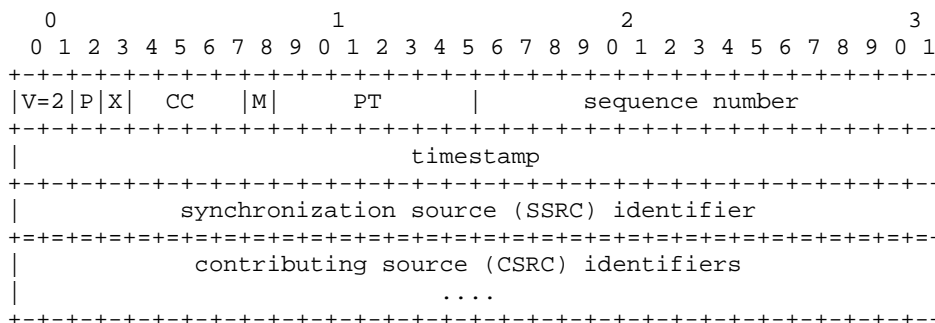 0                   1                   2                   3
 0 1 2 3 4 5 6 7 8 9 0 1 2 3 4 5 6 7 8 9 0 1 2 3 4 5 6 7 8 9 0 1
+-+-+-+-+-+-+-+-+-+-+-+-+-+-+-+-+-+-+-+-+-+-+-+-+-+-+-+-+-+-+-+-+-
|V=2|P|X|  CC   |M|     PT      |       sequence number
+-+-+-+-+-+-+-+-+-+-+-+-+-+-+-+-+-+-+-+-+-+-+-+-+-+-+-+-+-+-+-+-+-
|                           timestamp
+-+-+-+-+-+-+-+-+-+-+-+-+-+-+-+-+-+-+-+-+-+-+-+-+-+-+-+-+-+-+-+-+-
|           synchronization source (SSRC) identifier
+=+=+=+=+=+=+=+=+=+=+=+=+=+=+=+=+=+=+=+=+=+=+=+=+=+=+=+=+=+=+=+=+-
|            contributing source (CSRC) identifiers
|                             ....
+-+-+-+-+-+-+-+-+-+-+-+-+-+-+-+-+-+-+-+-+-+-+-+-+-+-+-+-+-+-+-+-+-